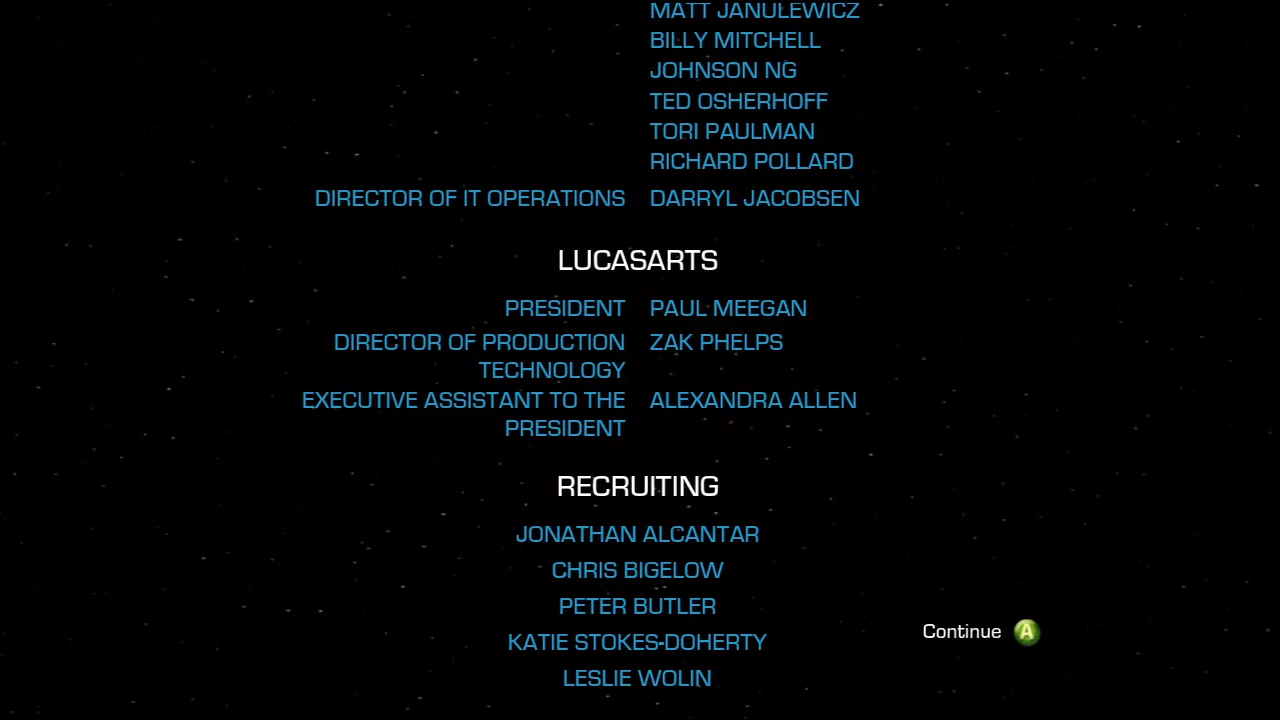 MATT JANULEWICZ
BILLY MITCHELL
JOHNSON NG
TED OSHERHOFF
TORI PAULMAN
RICHARD POLLARD
DIRECTOR OF IT OPERATIONS DARRYL JACOBSEN
LUCASARTS
PRESIDENT PAUL MEEGAN
DIRECTOR OF PRODUCTION ZAK PHELPS
TECHNOLOGY
EXECUTIVE ASSISTANT TO THE ALEXANDRA ALLEN
PRESIDENT
RECRUITING
JONATHAN ALCANTAR
CHRIS BIGELOW
PETER BUTLER
KATIE STOKES-DOHERTY
Continue A
LESLIE WOLIN